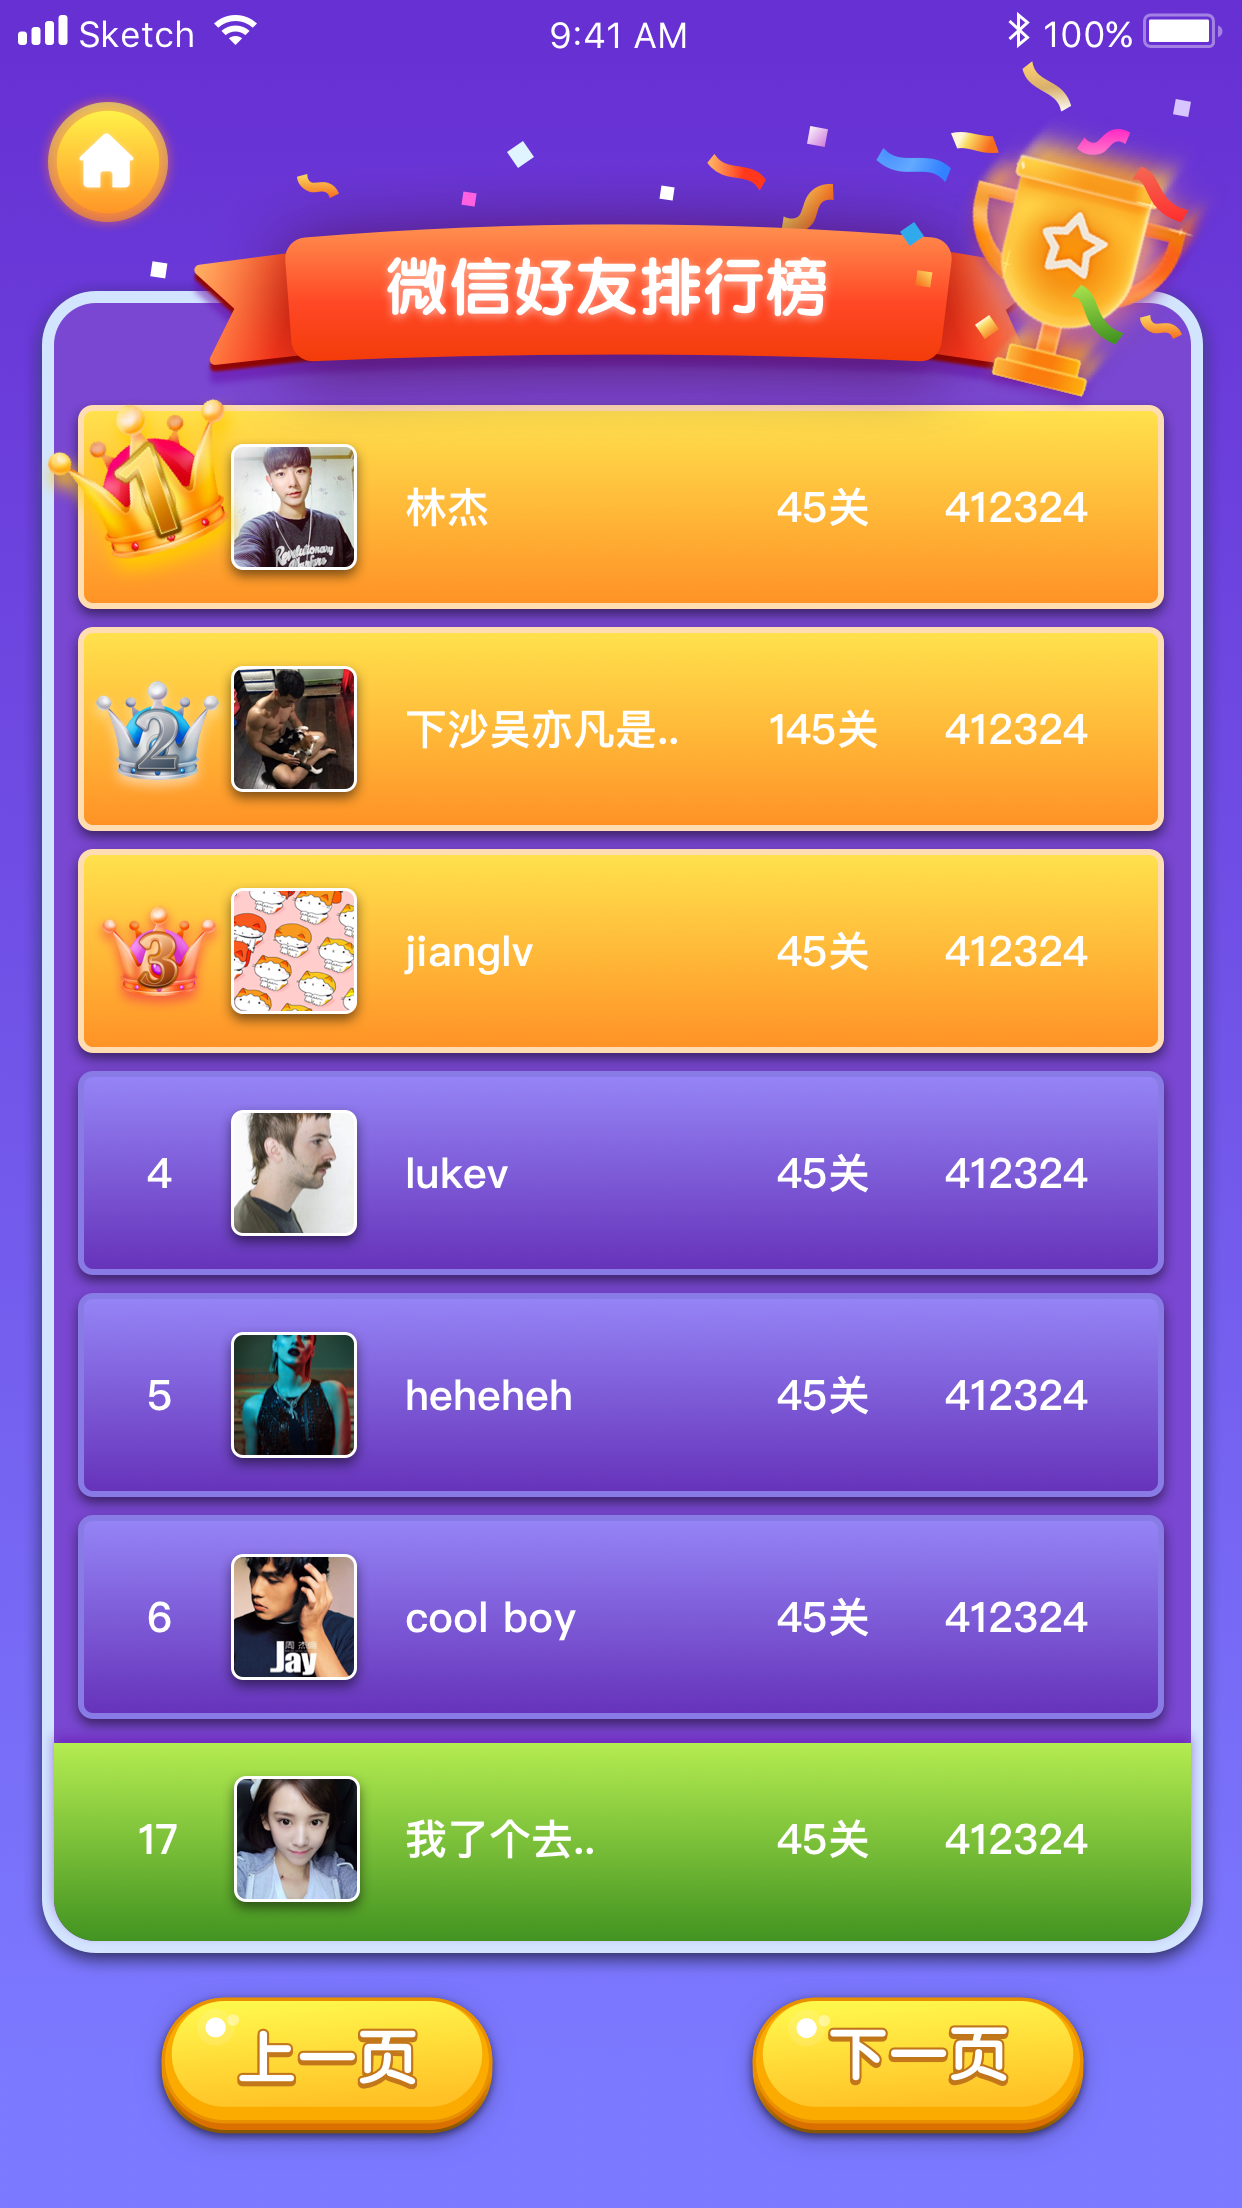 Sketch 9:41 AM 100%
微信好友排行榜
1 林杰 45关 412324
Revolutionary
2 下沙吴亦凡是.. 145关 412324
3 jianglv 45关 412324
4 lukev 45关 412324
5 heheheh 45关 412324
6 cool boy 45关 412324
Jay
17 我了个去.. 45关 412324
上一页 下一页